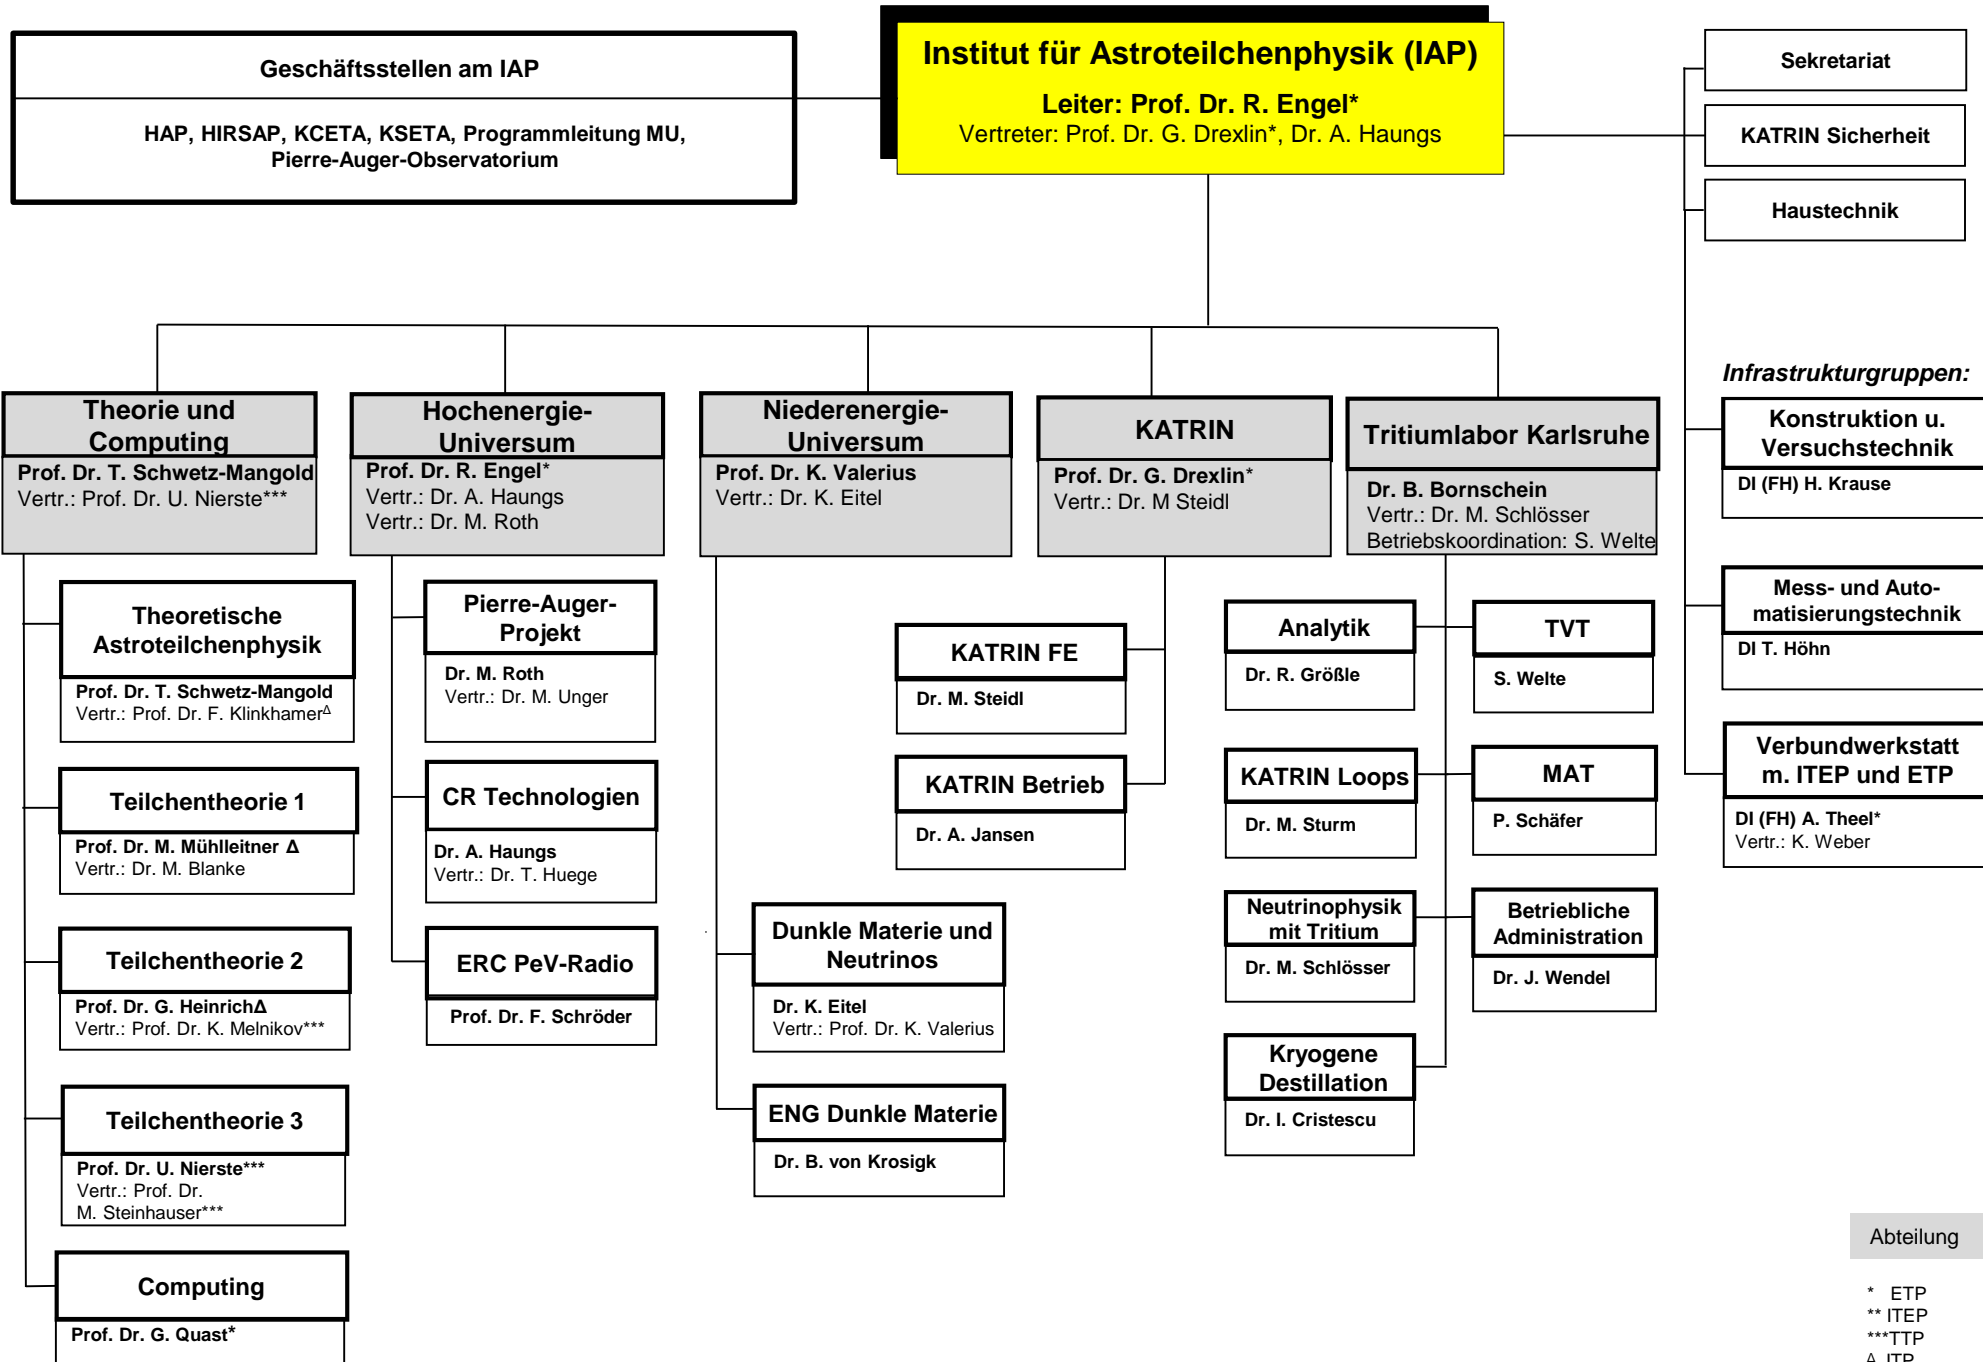 Geschäftsstellen am IAP
HAP, HIRSAP, KCETA, KSETA, Programmleitung MU,
Pierre-Auger-Observatorium
Institut für Astroteilchenphysik (IAP)
Leiter: Prof. Dr. R. Engel*
Vertreter: Prof. Dr. G. Drexlin*, Dr. A. Haungs
Sekretariat
KATRIN Sicherheit
Haustechnik
Theorie und
Computing
Prof. Dr. T. Schwetz-Mangold
Vertr.: Prof. Dr. U. Nierste***
Theoretische
Astroteilchenphysik
Prof. Dr. T. Schwetz-Mangold
Vertr.: Prof. Dr. F. KlinkhamerΔ
Teilchentheorie 1
Prof. Dr. M. Mühlleitner Δ
Vertr.: Dr. M. Blanke
Teilchentheorie 2
Prof. Dr. G. HeinrichΔ
Vertr.: Prof. Dr. K. Melnikov***
Teilchentheorie 3
Prof. Dr. U. Nierste***
Vertr.: Prof. Dr.
M. Steinhauser***
Computing
Prof. Dr. G. Quast*
Hochenergie-
Universum
Prof. Dr. R. Engel*
Vertr.: Dr. A. Haungs
Vertr.: Dr. M. Roth
Pierre-Auger-
Projekt
Dr. M. Roth
Vertr.: Dr. M. Unger
CR Technologien
Dr. A. Haungs
Vertr.: Dr. T. Huege
ERC PeV-Radio
Prof. Dr. F. Schröder
Niederenergie-
Universum
Prof. Dr. K. Valerius
Vertr.: Dr. K. Eitel
Dunkle Materie und
Neutrinos
Dr. K. Eitel
Vertr.: Prof. Dr. K. Valerius
ENG Dunkle Materie
Dr. B. von Krosigk
KATRIN
Prof. Dr. G. Drexlin*
Vertr.: Dr. M Steidl
KATRIN FE
Dr. M. Steidl
KATRIN Betrieb
Dr. A. Jansen
Tritiumlabor Karlsruhe
Dr. B. Bornschein
Vertr.: Dr. M. Schlösser
Betriebskoordination: S. Welte
Analytik
Dr. R. Größle
TVT
S. Welte
KATRIN Loops
Dr. M. Sturm
MAT
P. Schäfer
Neutrinophysik
mit Tritium
Dr. M. Schlösser
Betriebliche
Administration
Dr. J. Wendel
Kryogene
Destillation
Dr. I. Cristescu
Infrastrukturgruppen:
Konstruktion u.
Versuchstechnik
DI (FH) H. Krause
Mess- und Auto-
matisierungstechnik
DI T. Höhn
Verbundwerkstatt
m. ITEP und ETP
DI (FH) A. Theel*
Vertr.: K. Weber
Abteilung
* ETP
** ITEP
***TTP
Δ ITP